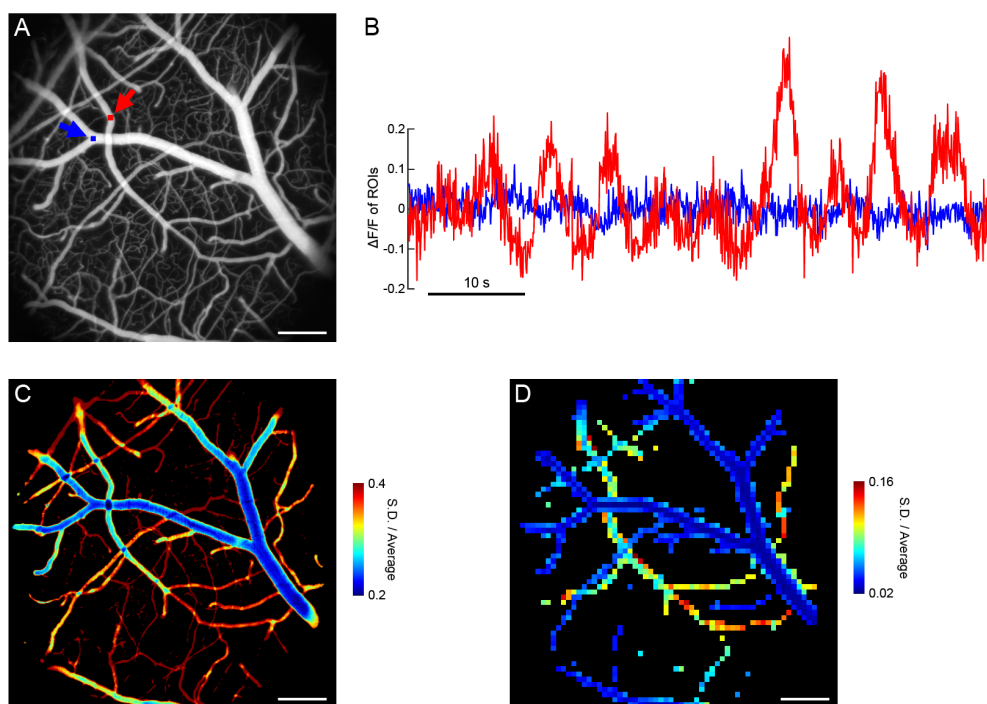 A
B
0.2
0.1
0
-0.1
-0.2
ΔF/F of ROIs
10 s
C
0.4
0.2
S.D. / Average
D
0.16
0.02
S.D. / Average